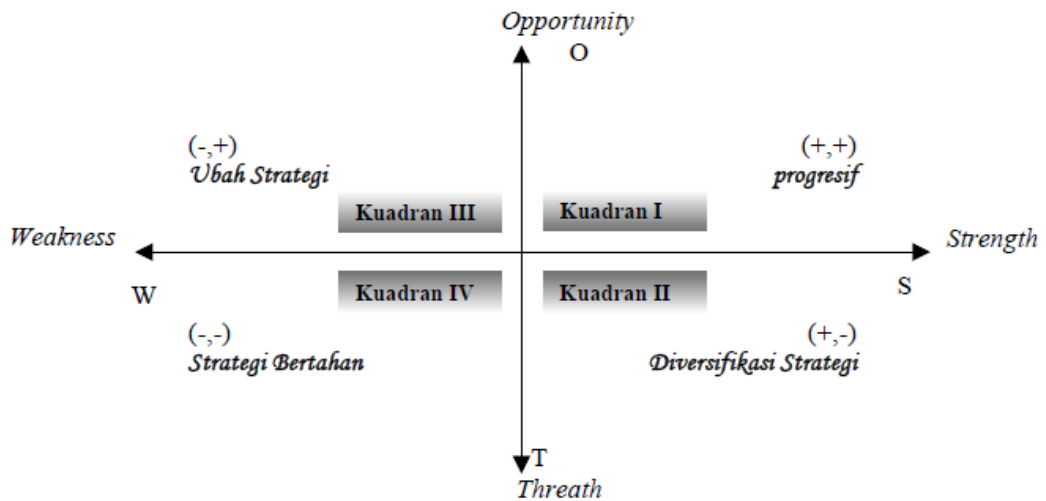 Opportunity
O
(-,+)
Ubah Strategi
(+,+)
progresif
Kuadran III
Kuadran I
Weakness
Strength
W
Kuadran IV
Kuadran II
S
(-,-)
Strategi Bertahan
(+,-)
Diversifikasi Strategi
T
Threath